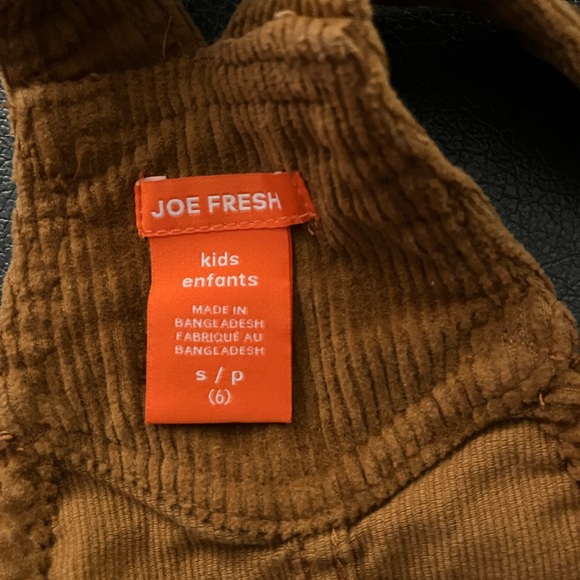 JOE FRESH
kids
enfants
MADE IN
BANGLADESH
FABRIQUÉ AU
BANGLADESH
s / p
(6)